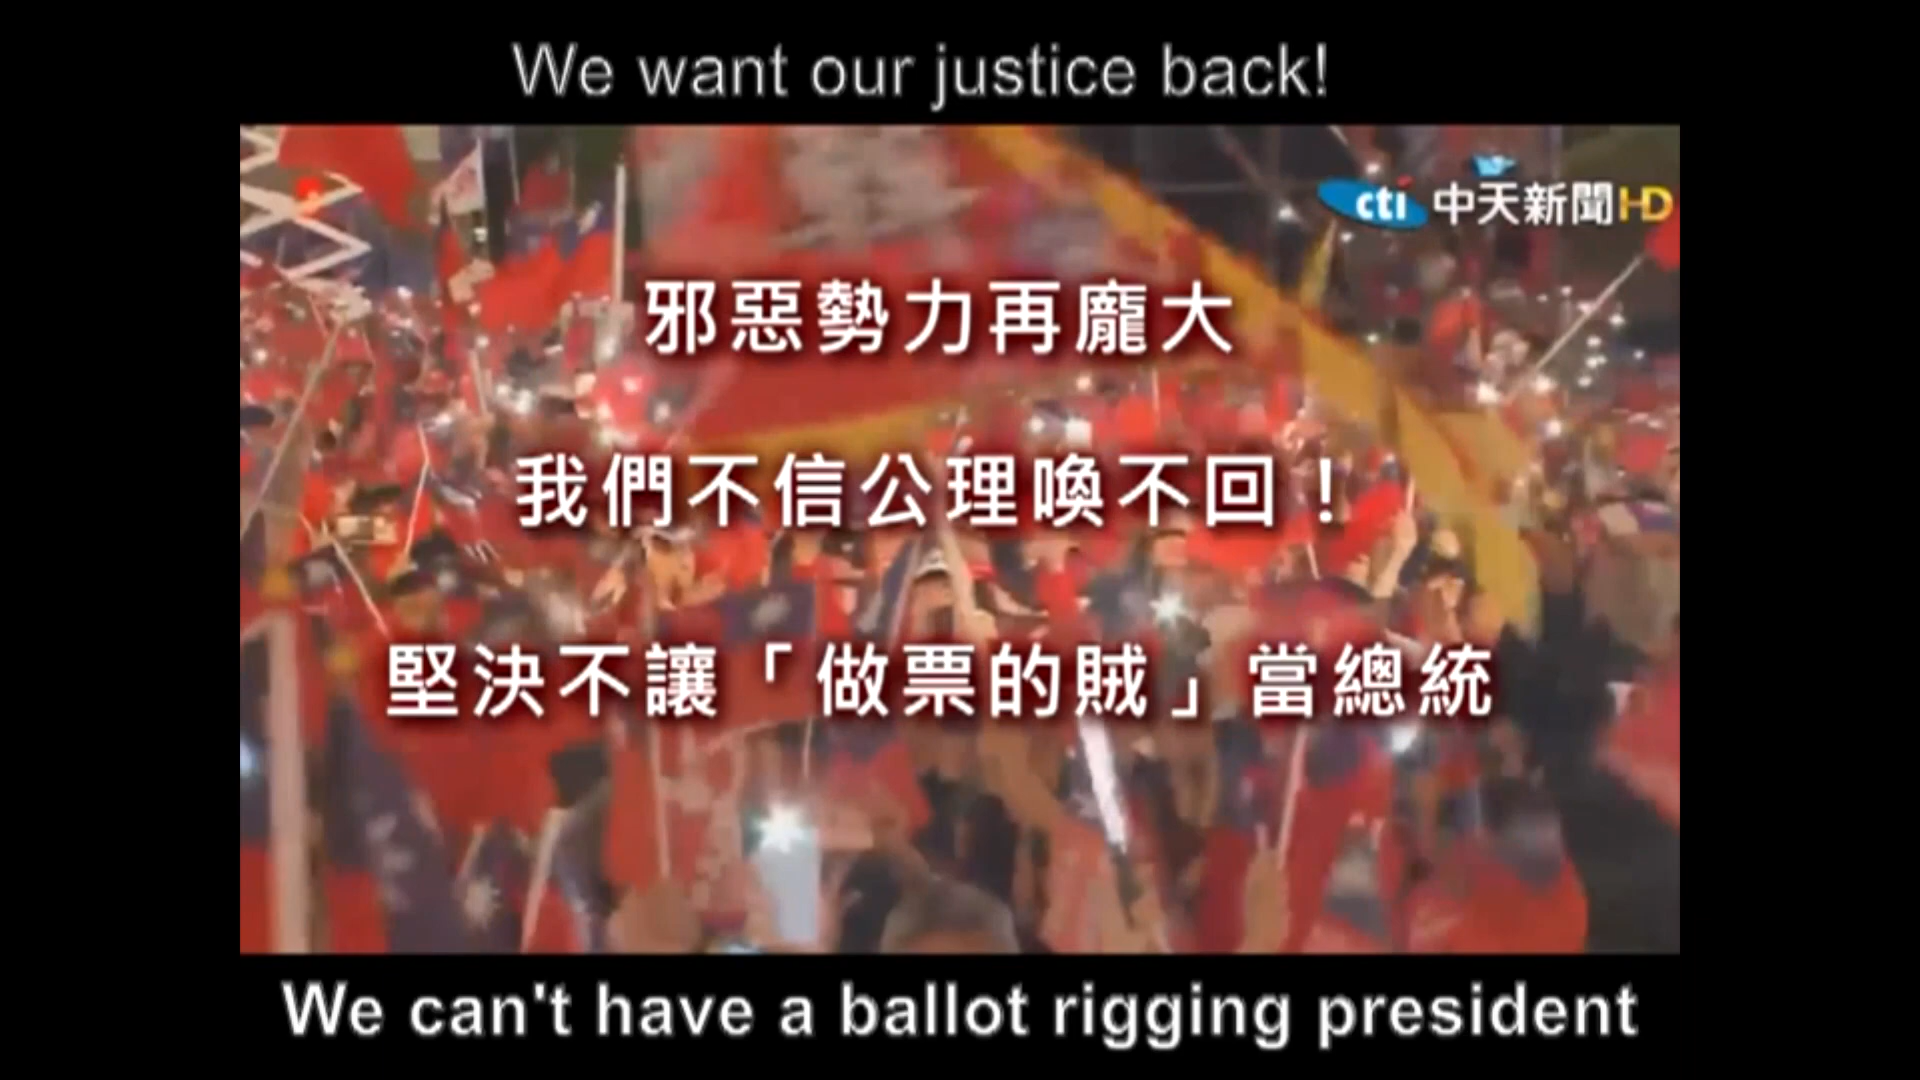 We want our justice back!
cti 中天新聞HD
邪惡勢力再龐大
我們不信公理喚不回！
堅決不讓「做票的賊」當總統
We can't have a ballot rigging president